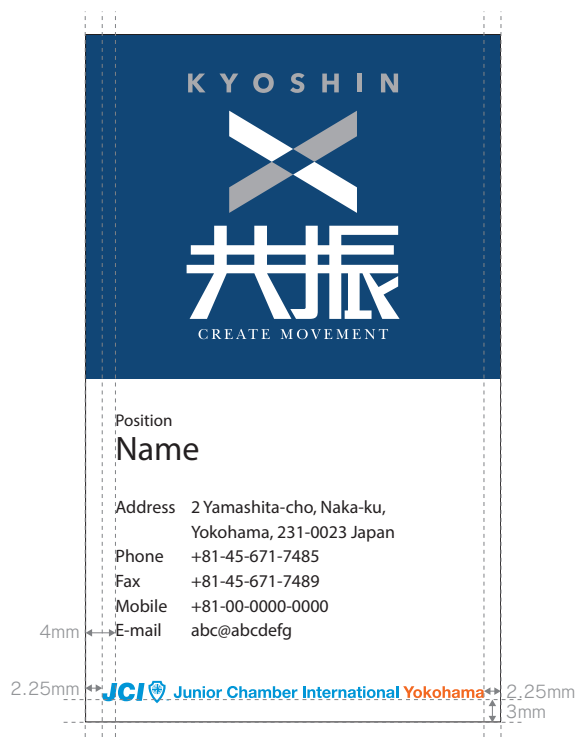 KYOSHIN
共振
CREATE MOVEMENT
Position
Name
Address 2 Yamashita-cho, Naka-ku,
Yokohama, 231-0023 Japan
Phone +81-45-671-7485
Fax +81-45-671-7489
Mobile +81-00-0000-0000
E-mail abc@abcdefg
4mm
2.25mm
JCI Junior Chamber International Yokohama
2.25mm
3mm